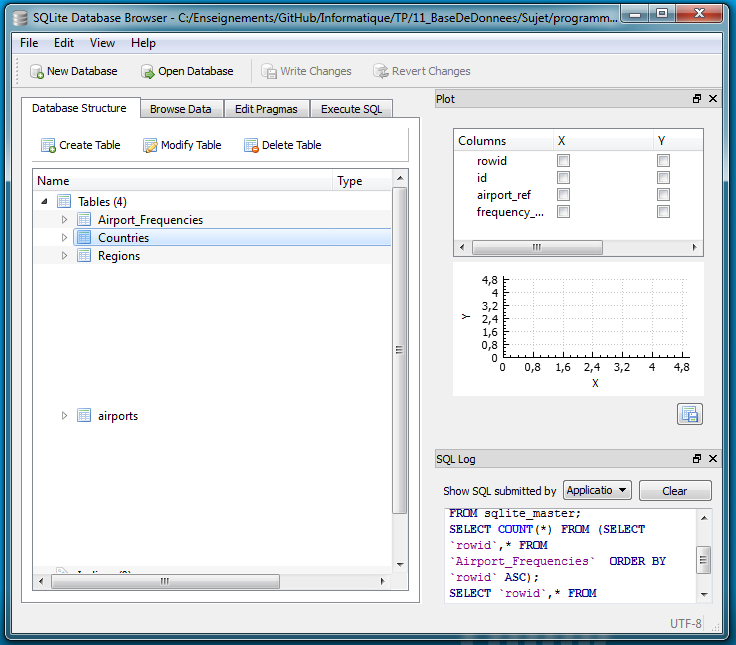 SQLite Database Browser - C:/Enseignements/GitHub/Informatique/TP/11_BaseDeDonnees/Sujet/programm...
File Edit View Help
New Database Open Database Write Changes Revert Changes
Database Structure Browse Data Edit Pragmas Execute SQL
Create Table Modify Table Delete Table
Name Type
Tables (4)
Airport_Frequencies
Countries
Regions
airports
Plot
Columns X Y
rowid
id
airport_ref
frequency_...
4,8
4
3,2
2,4
1,6
0,8
0
Y
0 0,8 1,6 2,4 3,2 4 4,8
X
SQL Log
Show SQL submitted by Applicatio Clear
FROM sqlite_master;
SELECT COUNT(*) FROM (SELECT
`rowid`,* FROM
`Airport_Frequencies` ORDER BY
`rowid` ASC);
SELECT `rowid`,* FROM
UTF-8